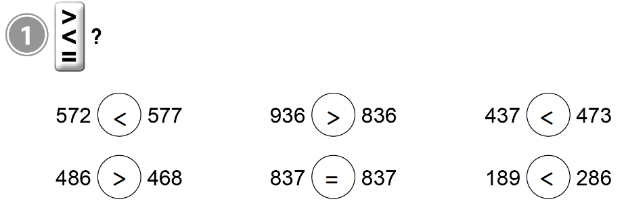 1 > < = ?
572 < 577 936 > 836 437 < 473
486 > 468 837 = 837 189 < 286